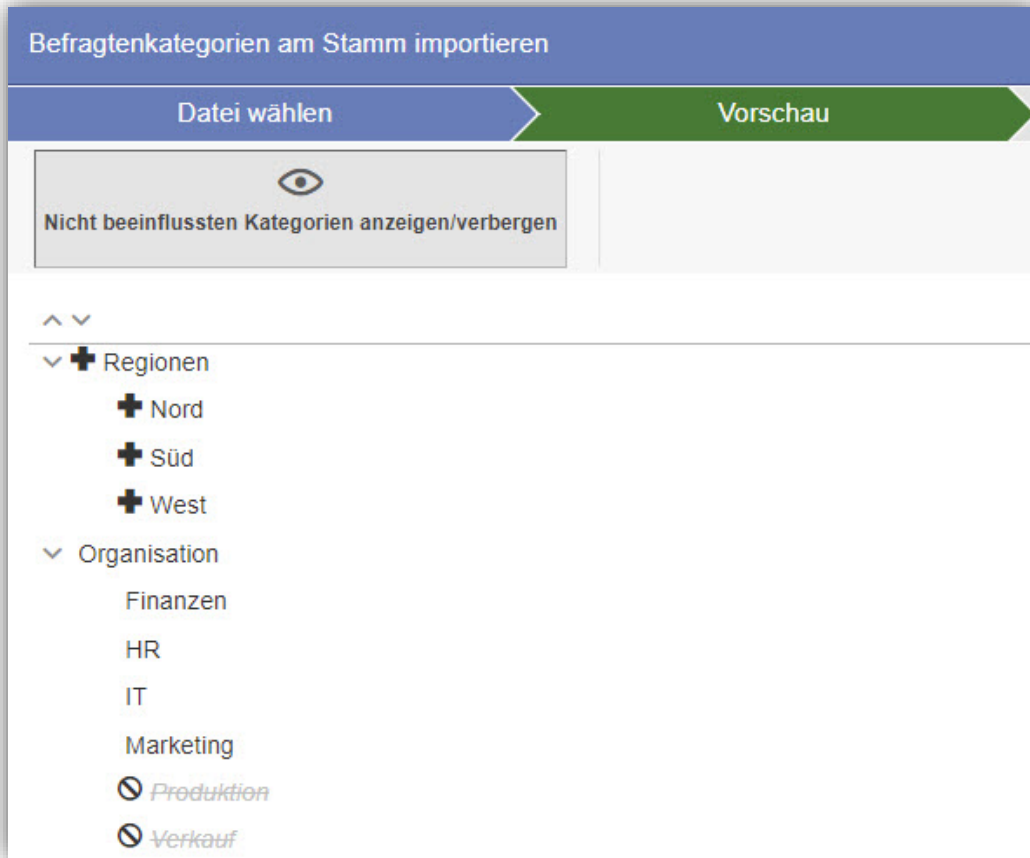 Befragtenkategorien am Stamm importieren
Datei wählen
Vorschau
Nicht beeinflussten Kategorien anzeigen/verbergen
Regionen
Nord
Süd
West
Organisation
Finanzen
HR
IT
Marketing
Produktion
Verkauf